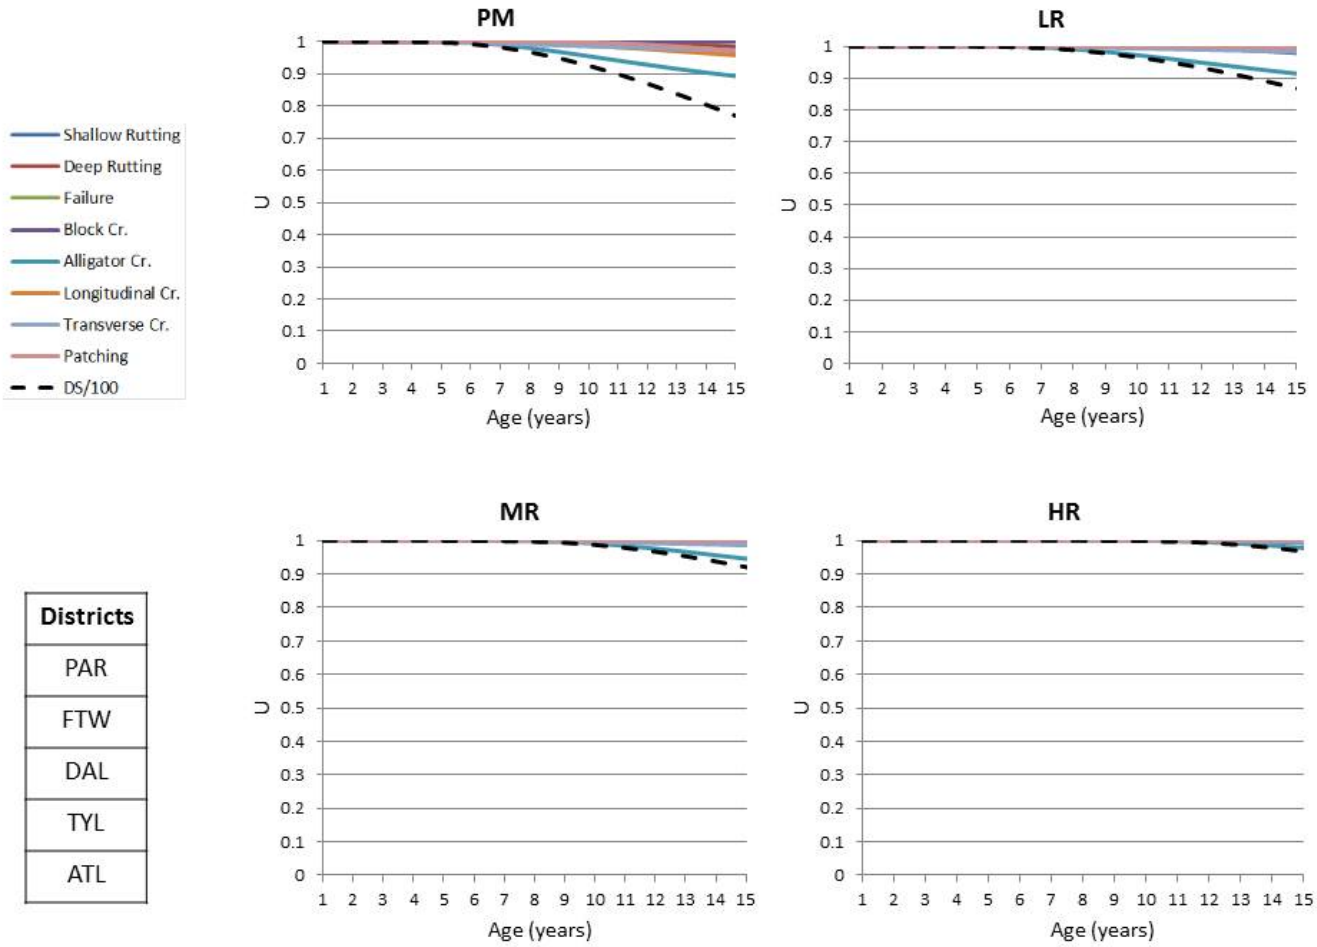 PM
1
0.9
0.8
0.7
0.6
0.5
0.4
0.3
0.2
0.1
0
U
1 2 3 4 5 6 7 8 9 10 11 12 13 14 15
Age (years)
LR
1
0.9
0.8
0.7
0.6
0.5
0.4
0.3
0.2
0.1
0
U
1 2 3 4 5 6 7 8 9 10 11 12 13 14 15
Age (years)
Shallow Rutting
Deep Rutting
Failure
Block Cr.
Alligator Cr.
Longitudinal Cr.
Transverse Cr.
Patching
DS/100
MR
1
0.9
0.8
0.7
0.6
0.5
0.4
0.3
0.2
0.1
0
U
1 2 3 4 5 6 7 8 9 10 11 12 13 14 15
Age (years)
HR
1
0.9
0.8
0.7
0.6
0.5
0.4
0.3
0.2
0.1
0
U
1 2 3 4 5 6 7 8 9 10 11 12 13 14 15
Age (years)
Districts
PAR
FTW
DAL
TYL
ATL